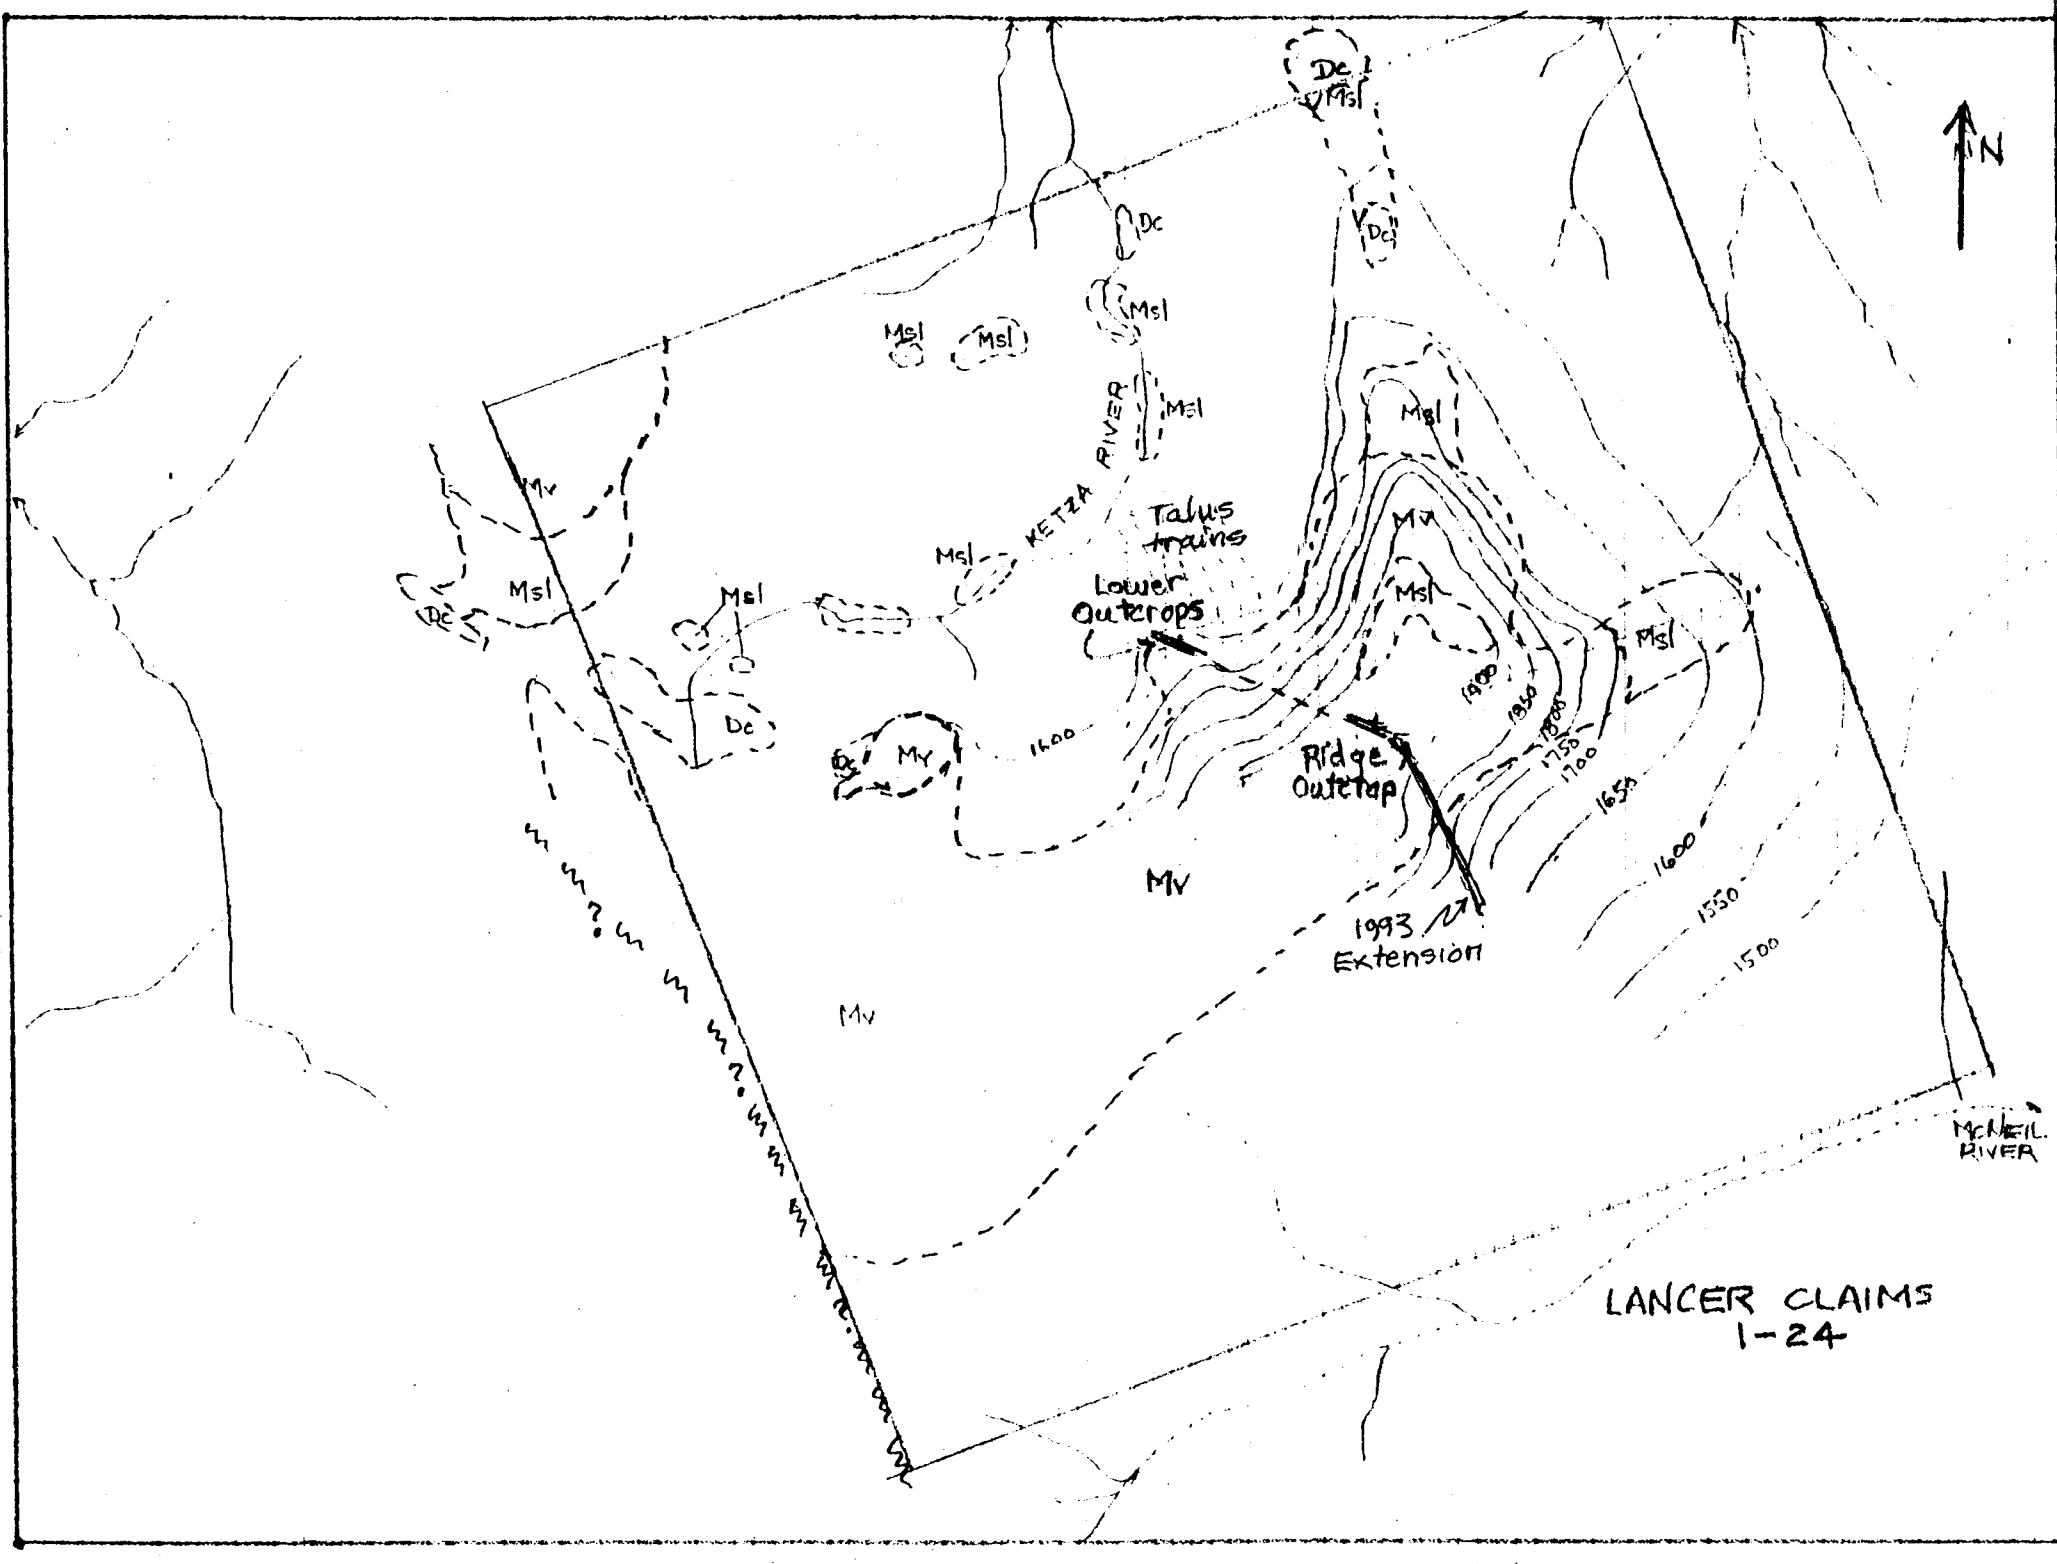 Dc
Msl
N
Dc
Dc
Msl
Msl
Msl
RIVER
Msl
Msl
Mv
KETZA
Talus
trains
Mv
Msl
Lower
Outcrops
Msl
Msl
Msl
Dc
Msl
Dc
1900
1850
1800
1750
1700
1650
1600
Mv
Dc
Ridge
Outcrop
Mv
1600
1550
1500
?
1993
Extension
Mv
?
McNEIL
RIVER
LANCER CLAIMS
1-24
?